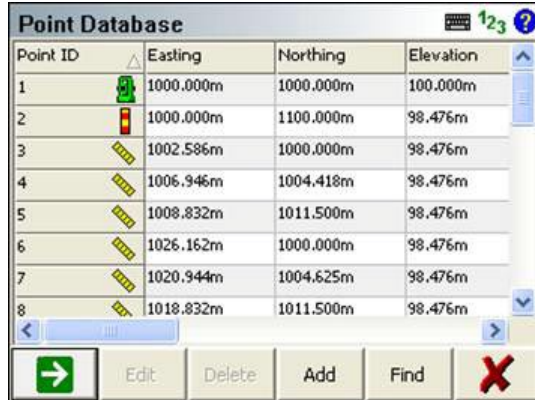 Point Database 123 ?
Point ID Easting Northing Elevation
1 1000.000m 1000.000m 100.000m
2 1000.000m 1100.000m 98.476m
3 1002.586m 1000.000m 98.476m
4 1006.946m 1004.418m 98.476m
5 1008.832m 1011.500m 98.476m
6 1026.162m 1000.000m 98.476m
7 1020.944m 1004.625m 98.476m
8 1018.832m 1011.500m 98.476m
Edit Delete Add Find